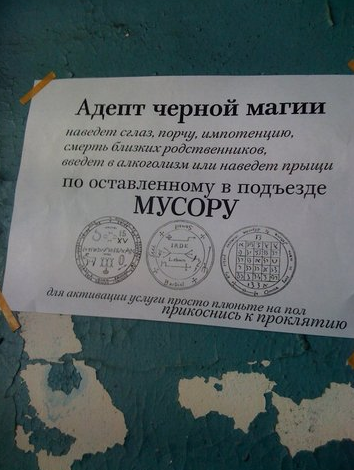 Адепт черной магии
наведет сглаз, порчу, импотенцию,
смерть близких родственников,
введет в алкоголизм или наведет прыщи
по оставленному в подъезде
МУСОРУ
для активации услуги просто плюньте на пол
прикоснись к проклятию